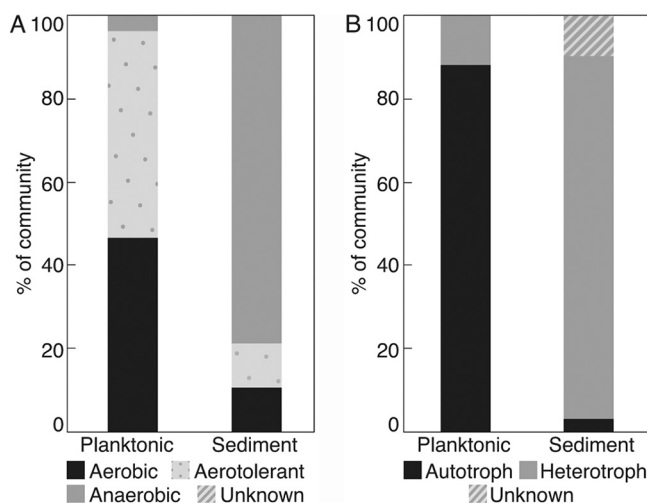 A
% of community
100
80
60
40
20
0
Planktonic Sediment
Aerobic Aerotolerant
Anaerobic Unknown
B
% of community
100
80
60
40
20
0
Planktonic Sediment
Autotroph Heterotroph
Unknown